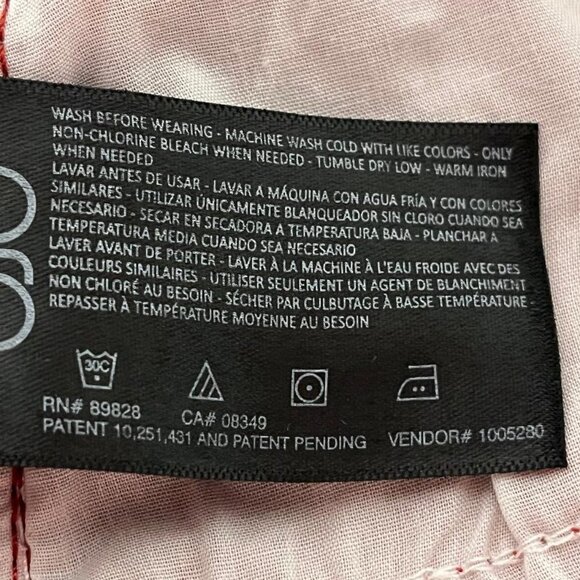 WASH BEFORE WEARING - MACHINE WASH COLD WITH LIKE COLORS - ONLY
NON-CHLORINE BLEACH WHEN NEEDED - TUMBLE DRY LOW - WARM IRON
WHEN NEEDED
LAVAR ANTES DE USAR - LAVAR A MÁQUINA CON AGUA FRÍA Y CON COLORES
SIMILARES - UTILIZAR ÚNICAMENTE BLANQUEADOR SIN CLORO CUANDO SEA
NECESARIO - SECAR EN SECADORA A TEMPERATURA BAJA - PLANCHAR A
TEMPERATURA MEDIA CUANDO SEA NECESARIO
LAVER AVANT DE PORTER - LAVER À LA MACHINE À L'EAU FROIDE AVEC DES
COULEURS SIMILAIRES - UTILISER SEULEMENT UN AGENT DE BLANCHIMENT
NON CHLORÉ AU BESOIN - SÉCHER PAR CULBUTAGE À BASSE TEMPÉRATURE -
REPASSER À TEMPÉRATURE MOYENNE AU BESOIN
30C
RN# 89828 CA# 08349
PATENT 10,251,431 AND PATENT PENDING VENDOR# 1005280